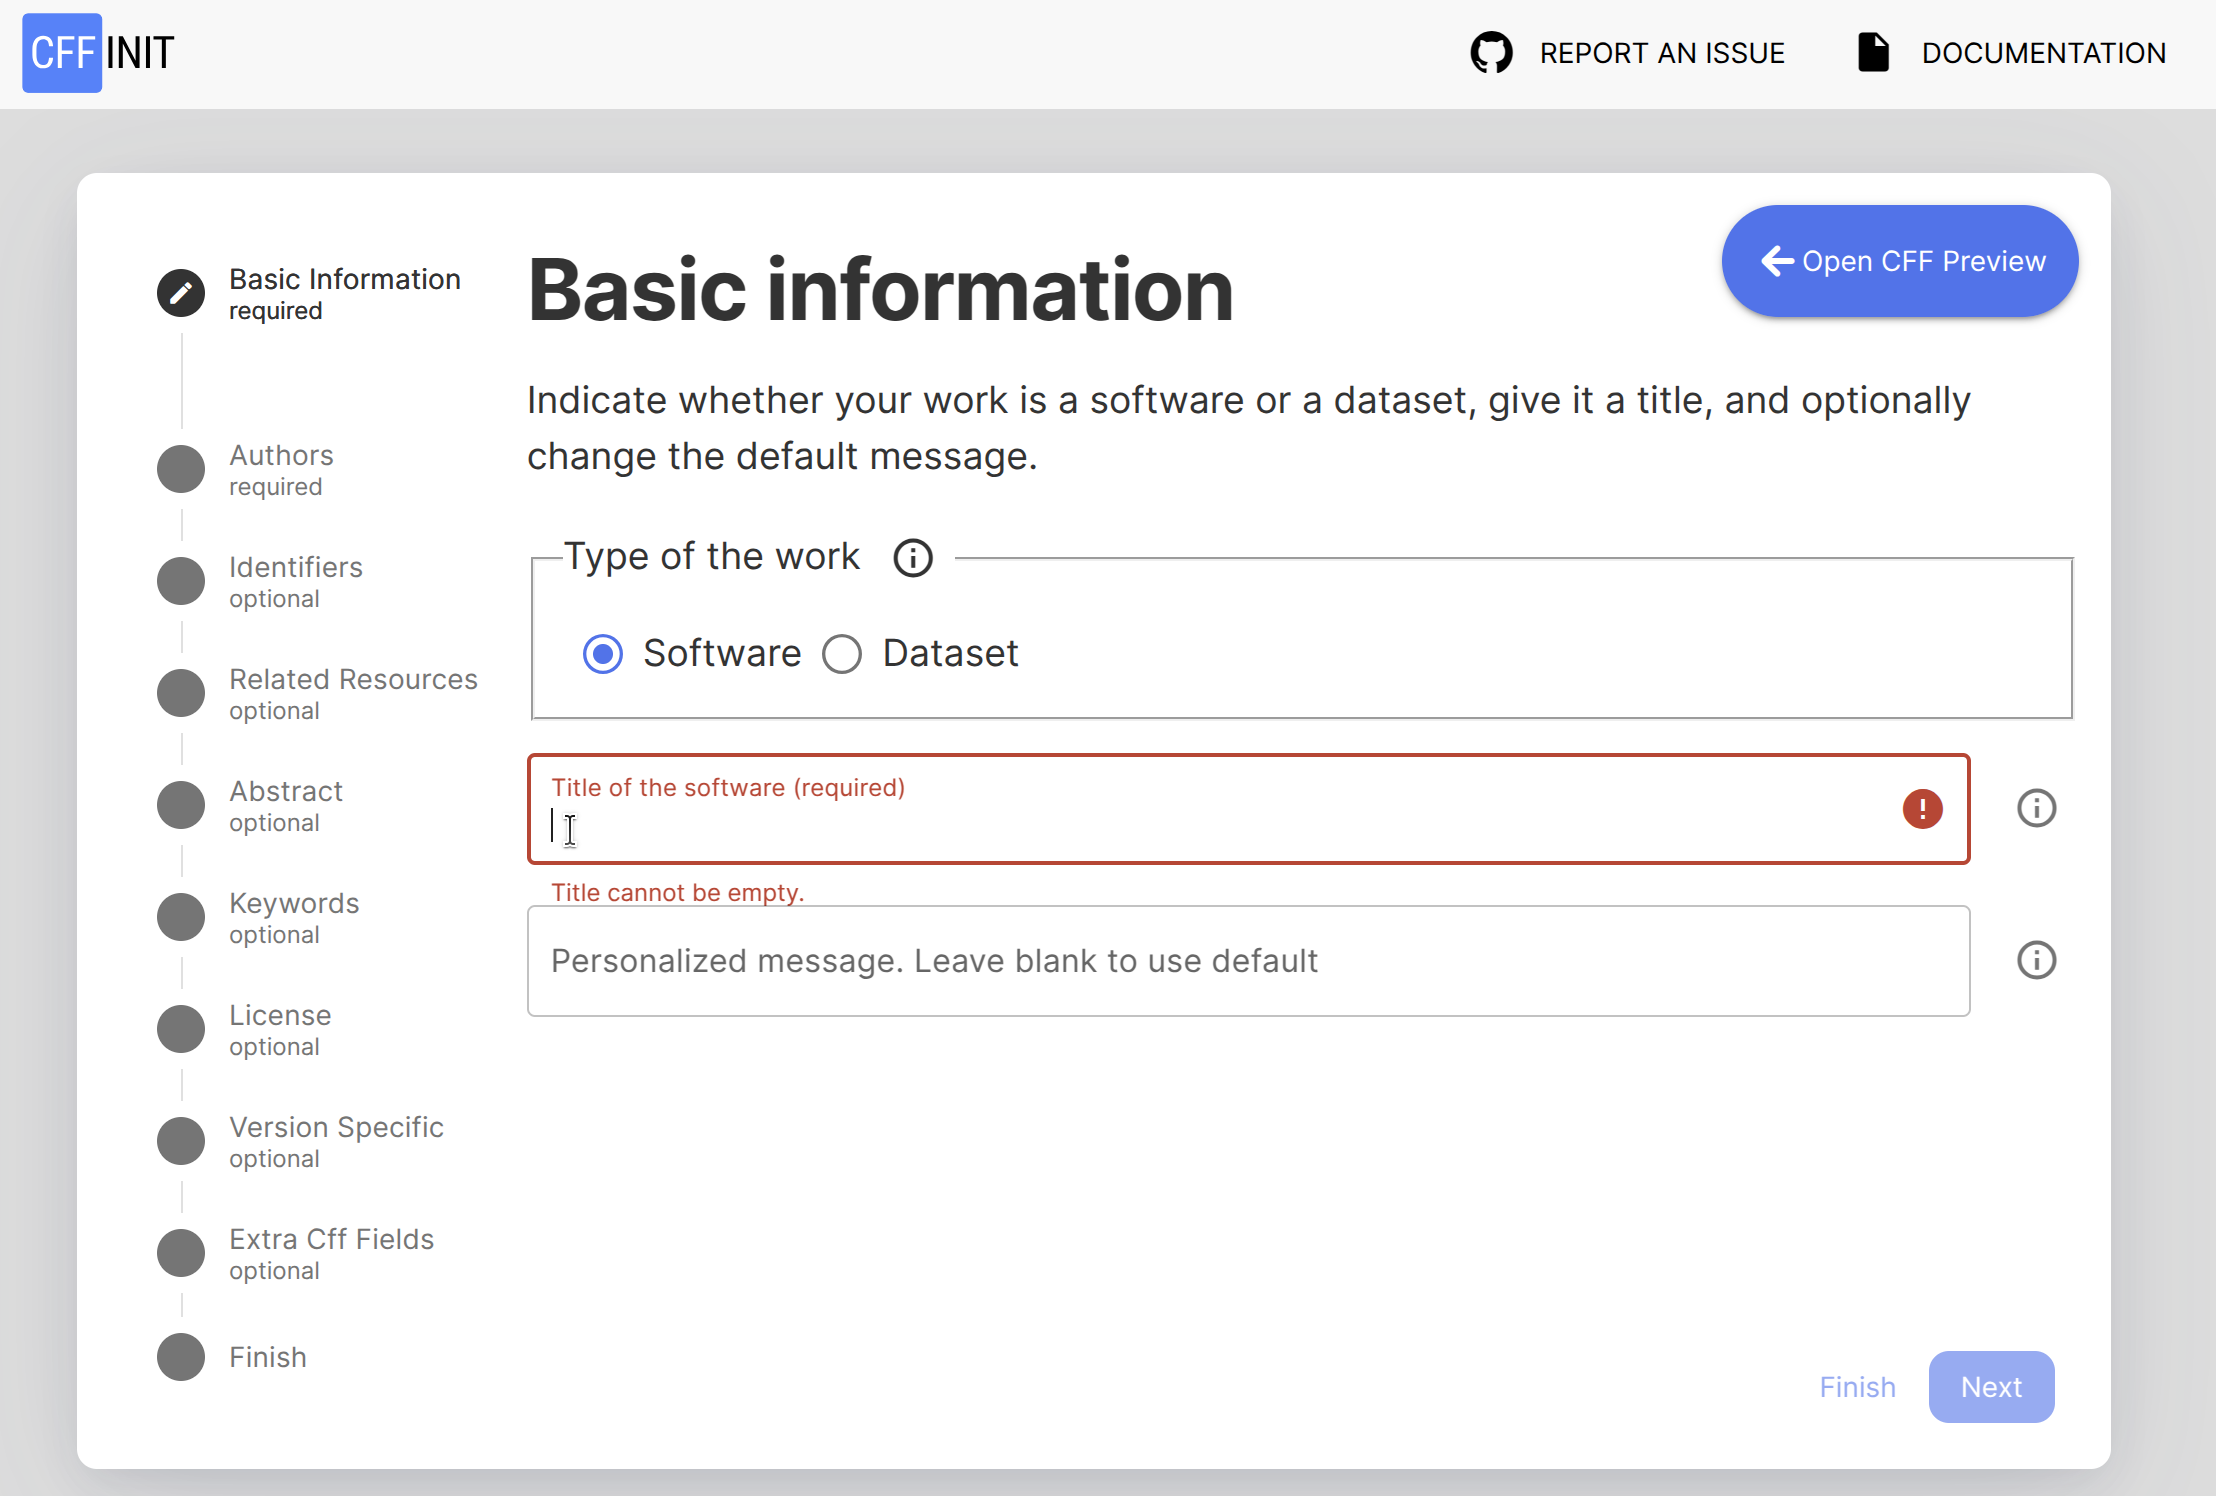 CFF INIT
REPORT AN ISSUE
DOCUMENTATION
Basic Information
required
Authors
required
Identifiers
optional
Related Resources
optional
Abstract
optional
Keywords
optional
License
optional
Version Specific
optional
Extra Cff Fields
optional
Finish
Basic information
Open CFF Preview
Indicate whether your work is a software or a dataset, give it a title, and optionally
change the default message.
Type of the work
Software Dataset
Title of the software (required)
Title cannot be empty.
Personalized message. Leave blank to use default
Finish
Next